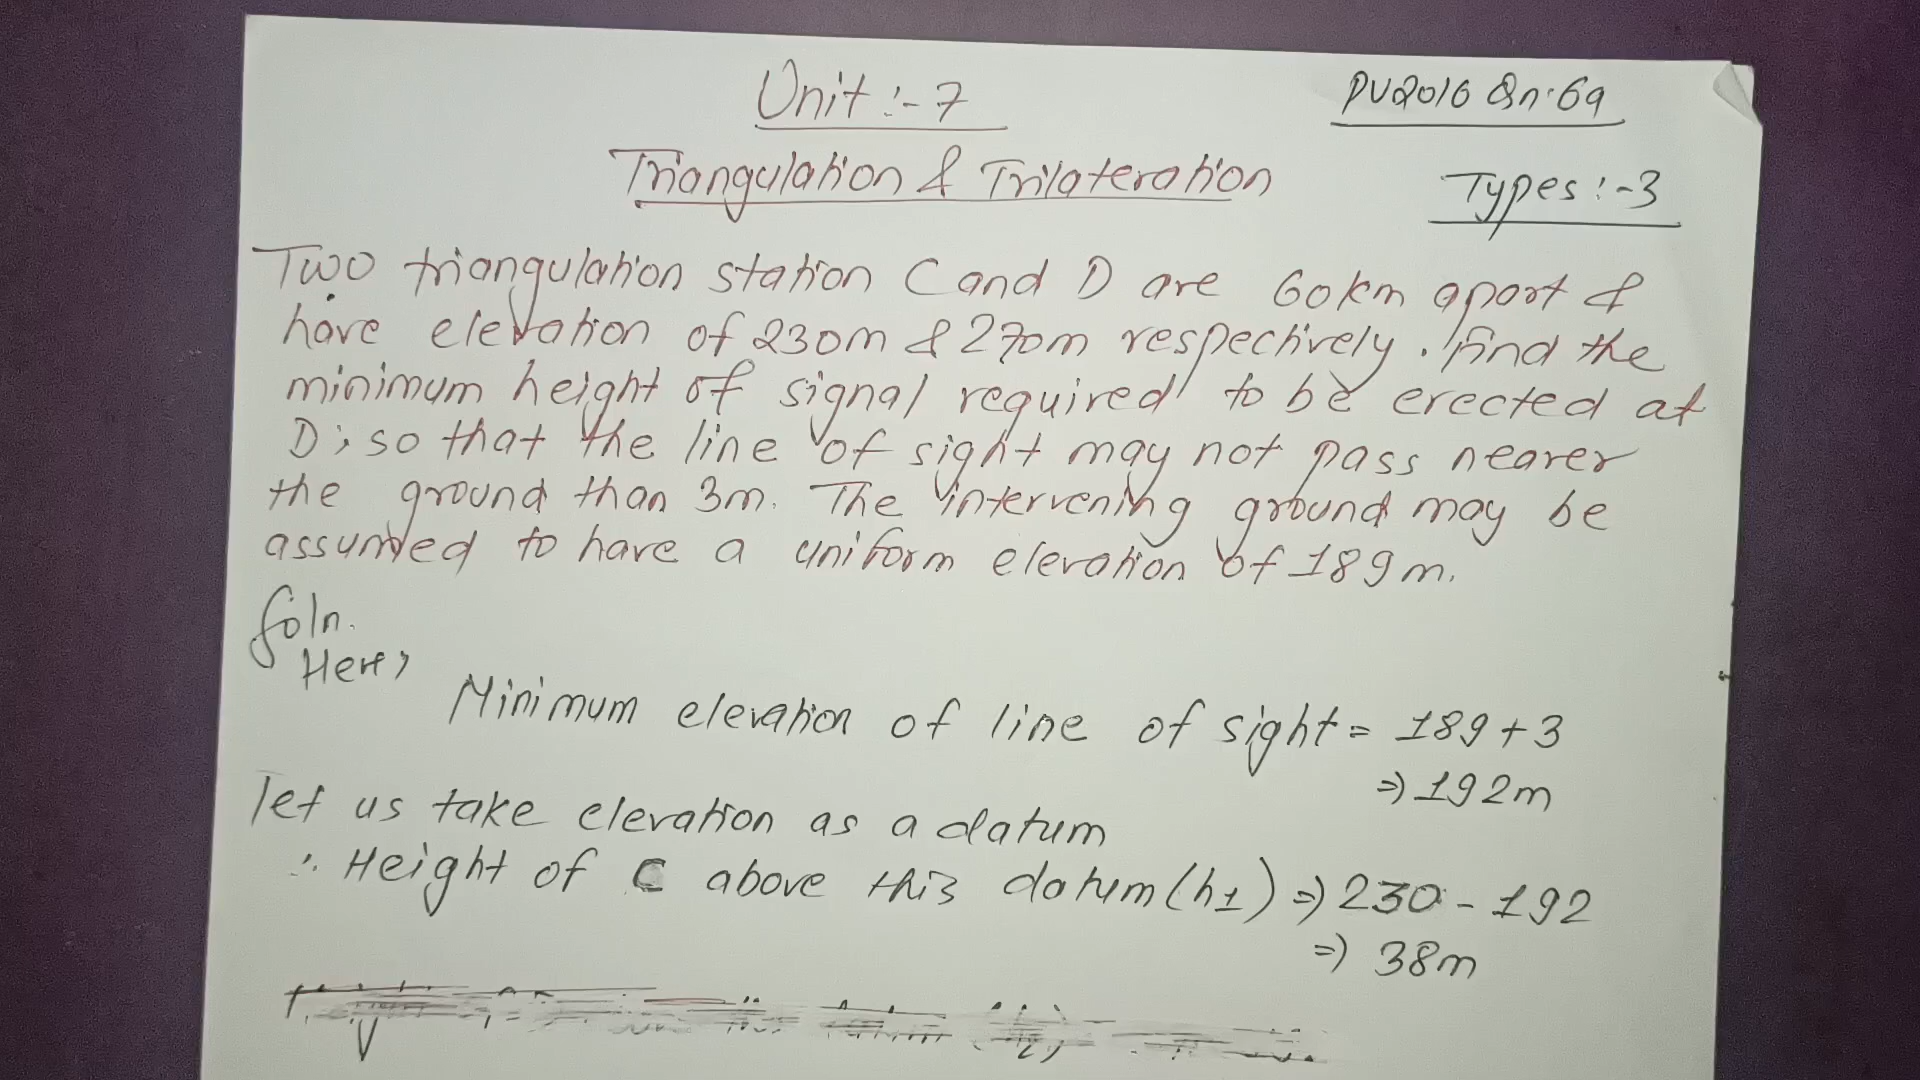 Unit :- 7
PU2016 Qn.6a
Triangulation & Trilateration
Types :- 3
Two triangulation station C and D are 60km apart &
have elevation of 230m & 270m respectively. Find the
minimum height of signal required to be erected at
D, so that the line of sight may not pass nearer
the ground than 3m. The intervening ground may be
assumed to have a uniform elevation of 189m.
Soln.
Here,
Minimum elevation of line of sight = 189 + 3
=> 192m
let us take elevation as a datum
∴ Height of C above this datum (h1) => 230 - 192
=> 38m